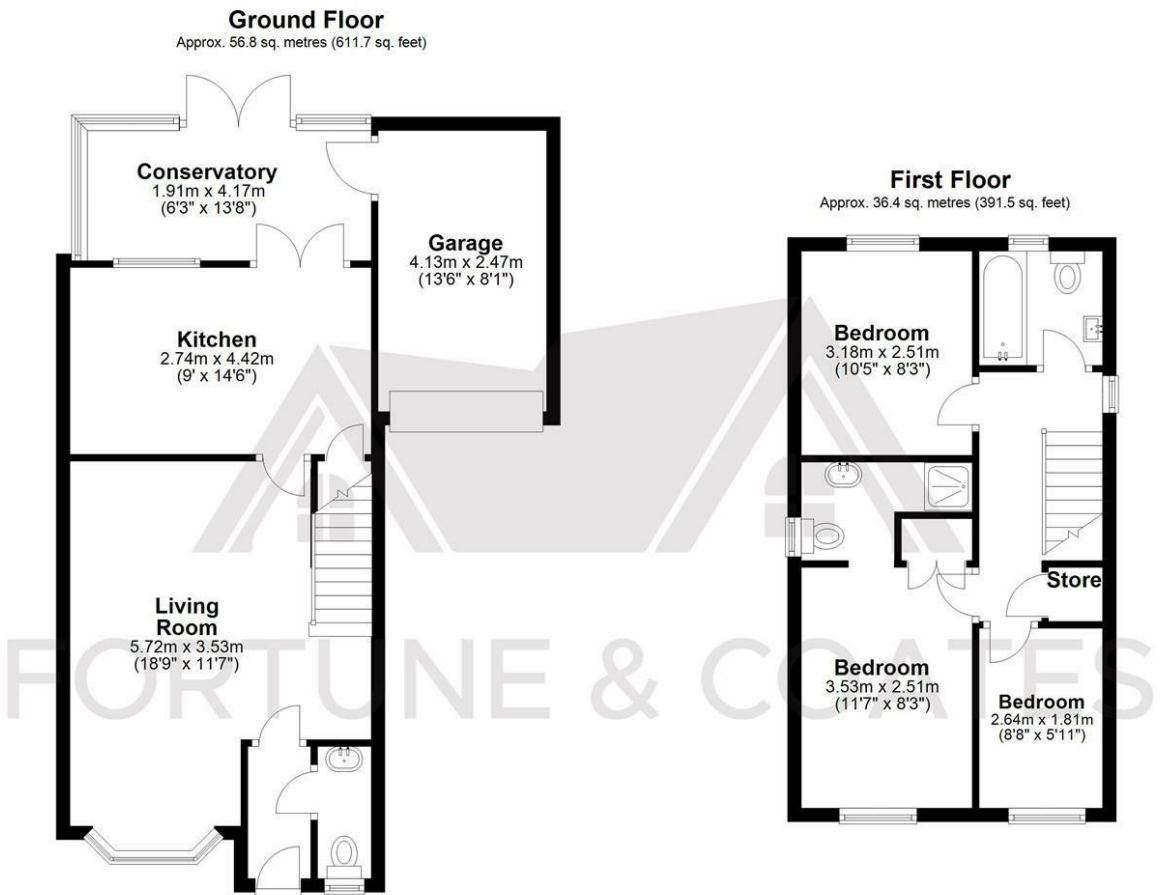 Ground Floor
Approx. 56.8 sq. metres (611.7 sq. feet)
Conservatory
1.91m x 4.17m
(6'3" x 13'8")
Garage
4.13m x 2.47m
(13'6" x 8'1")
Kitchen
2.74m x 4.42m
(9' x 14'6")
Living
Room
5.72m x 3.53m
(18'9" x 11'7")
First Floor
Approx. 36.4 sq. metres (391.5 sq. feet)
Bedroom
3.18m x 2.51m
(10'5" x 8'3")
Store
Bedroom
3.53m x 2.51m
(11'7" x 8'3")
Bedroom
2.64m x 1.81m
(8'8" x 5'11")
FORTUNE & COATES